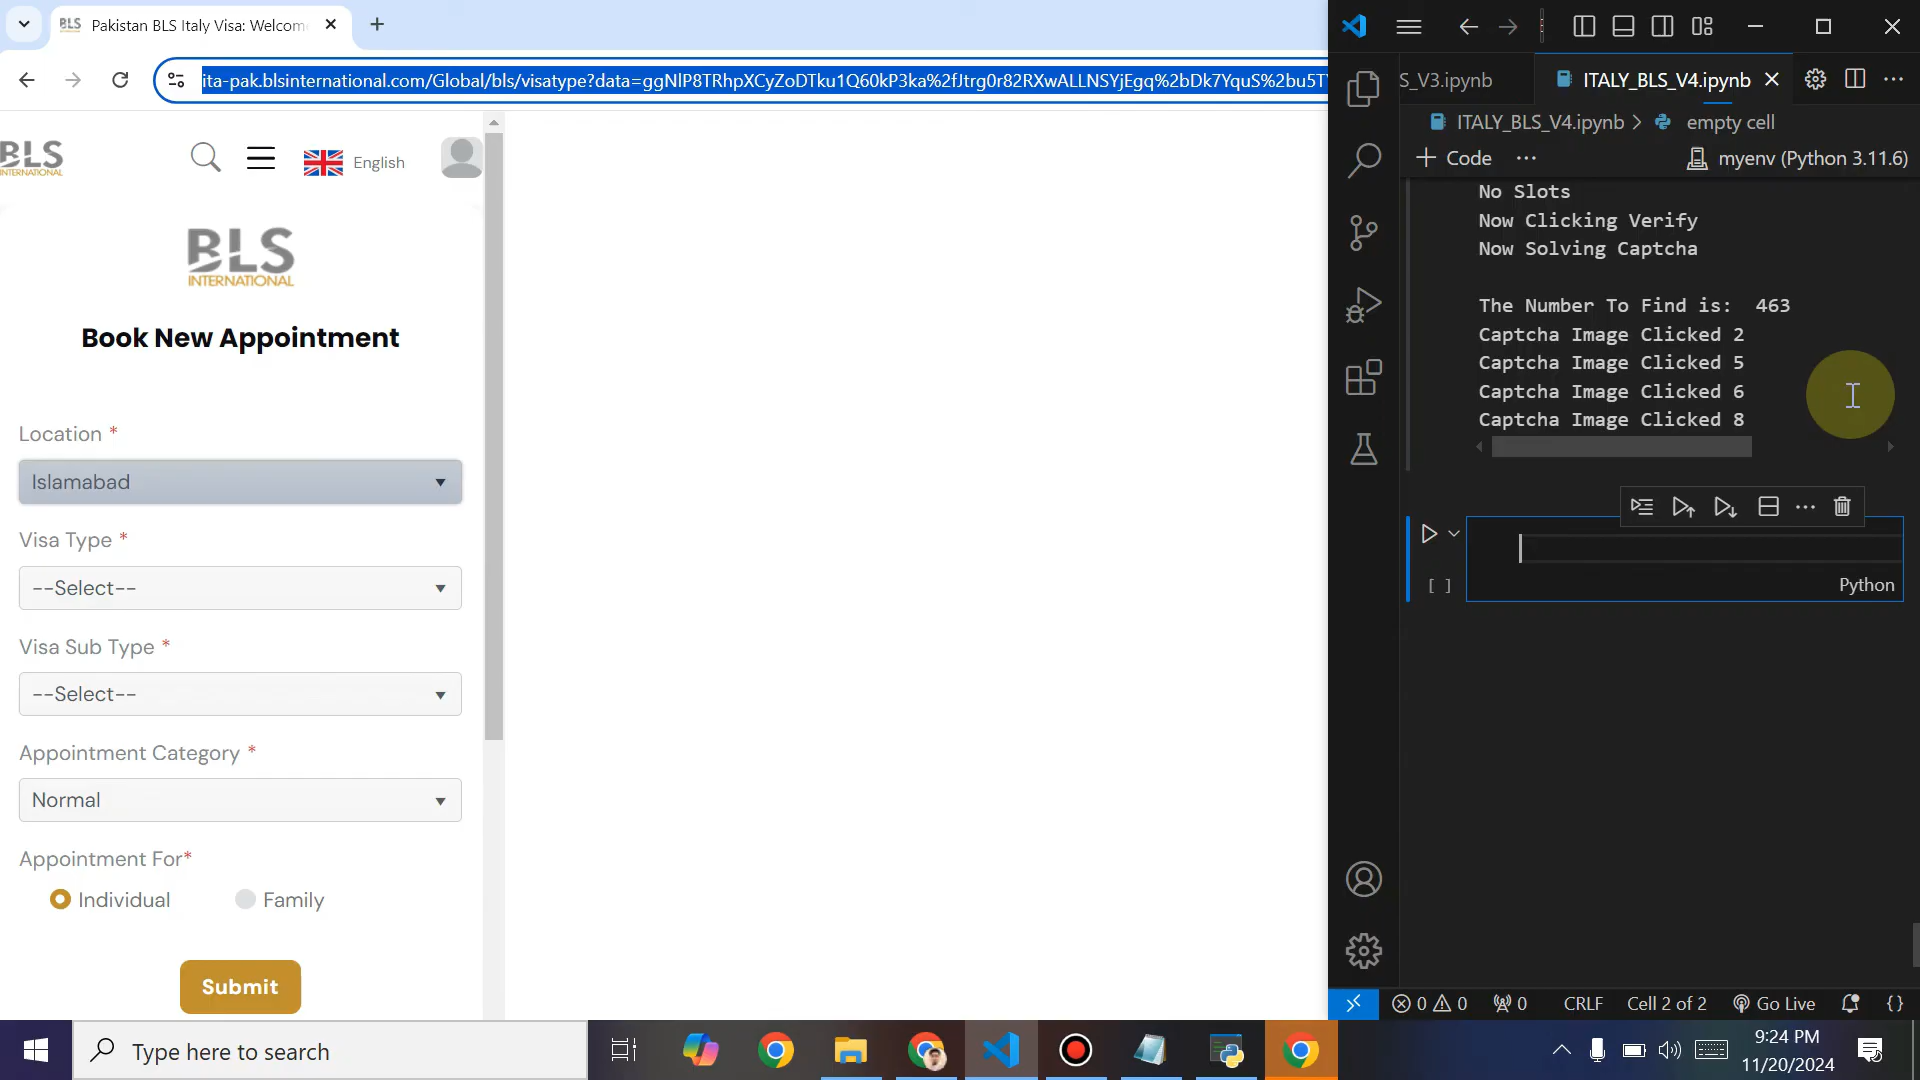 BLS Pakistan BLS Italy Visa: Welcom
ita-pak.blsinternational.com/Global/bls/visatype?data=ggNlP8TRhpXCyZoDTku1Q60kP3ka%2fJtrg0r82RXwALLNSYjEgq%2bDk7YquS%2bu5T
BLS
INTERNATIONAL
English
BLS
INTERNATIONAL
Book New Appointment
Location *
Islamabad
Visa Type *
--Select--
Visa Sub Type *
--Select--
Appointment Category *
Normal
Appointment For*
Individual
Family
Submit
S_V3.ipynb
ITALY_BLS_V4.ipynb
ITALY_BLS_V4.ipynb > empty cell
+ Code ···
myenv (Python 3.11.6)
No Slots
Now Clicking Verify
Now Solving Captcha
The Number To Find is:  463
Captcha Image Clicked 2
Captcha Image Clicked 5
Captcha Image Clicked 6
Captcha Image Clicked 8
[ ]
Python
0 0 0 CRLF Cell 2 of 2 Go Live {}
Type here to search
9:24 PM
11/20/2024